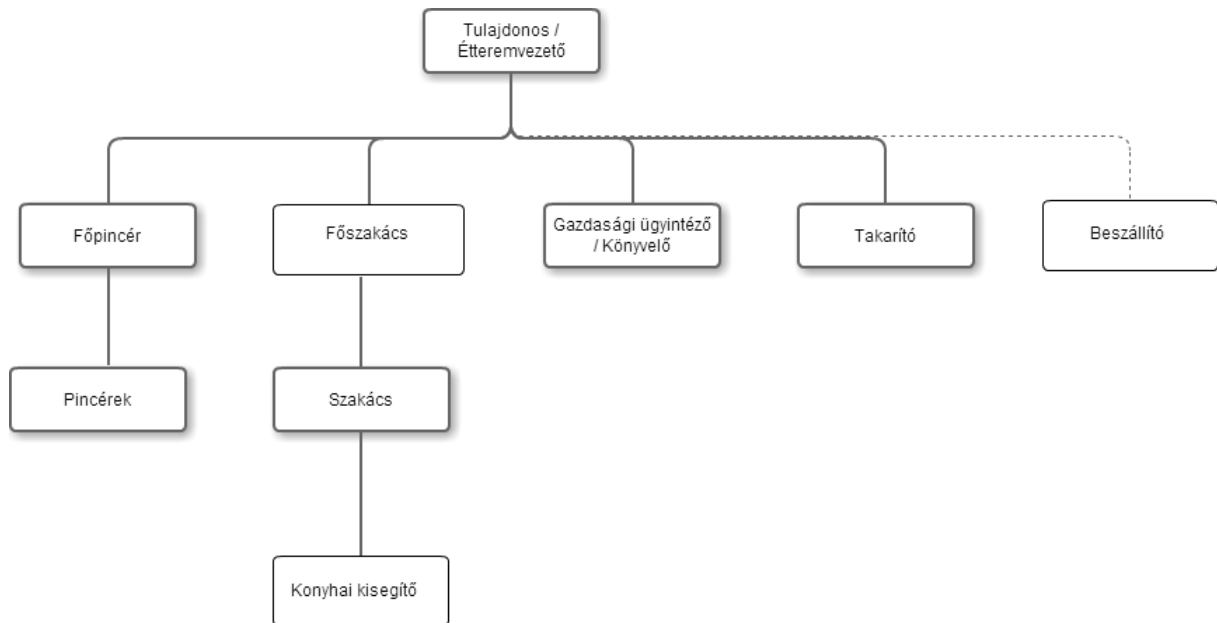 Tulajdonos /
Étteremvezető
Főpincér
Főszakács
Gazdasági ügyintéző
/ Könyvelő
Takarító
Beszállító
Pincérek
Szakács
Konyhai kisegítő